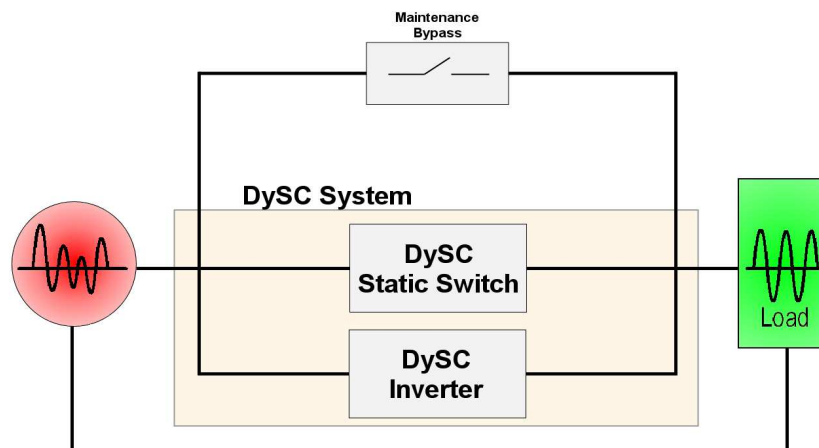 Maintenance
Bypass
DySC System
DySC
Static Switch
Load
DySC
Inverter